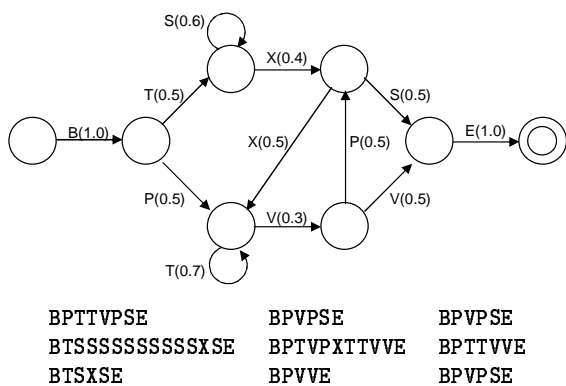 S(0.6)
X(0.4)
T(0.5)
S(0.5)
B(1.0)
X(0.5)
P(0.5)
E(1.0)
P(0.5)
V(0.3)
V(0.5)
T(0.7)
BPTTVPSE BPVPSE BPVPSE
BTSSSSSSSSSSXSE BPTVPXTTVVE BPTTVVE
BTSXSE BPVVE BPVPSE